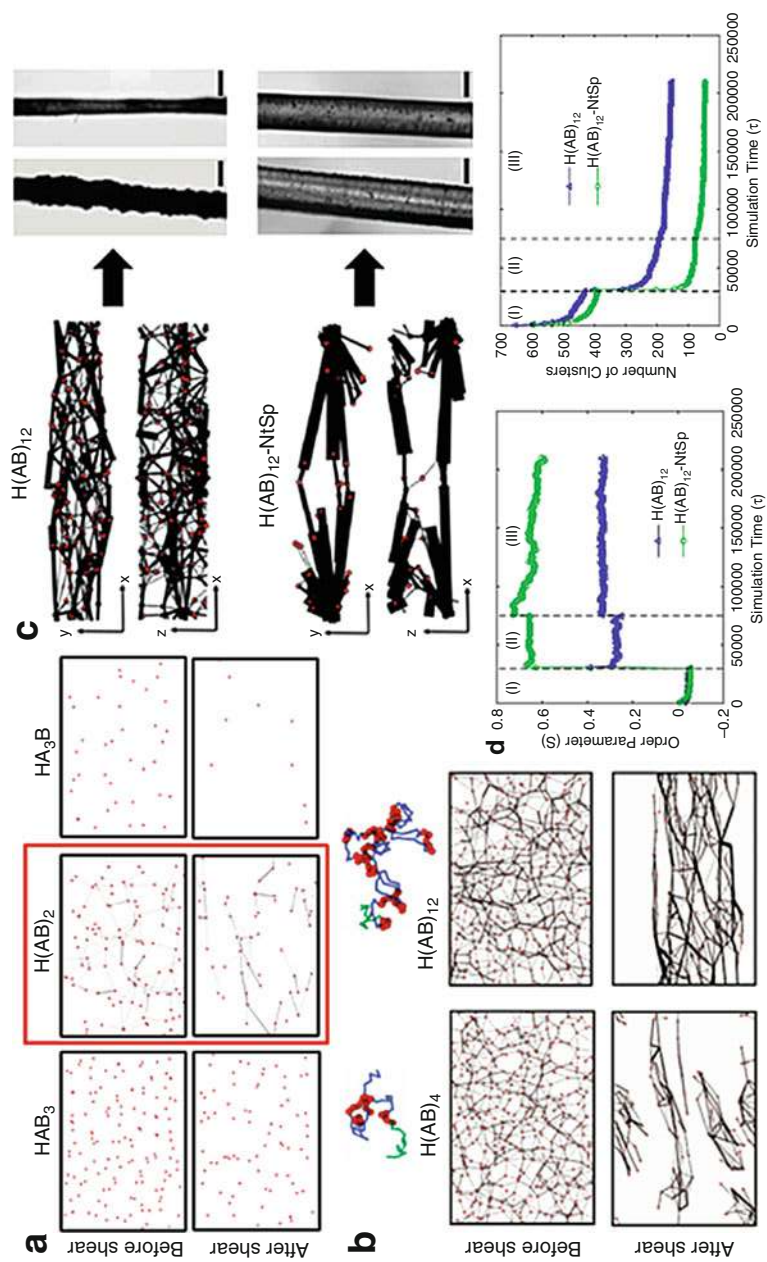 a
HAB3
H(AB)2
HA3B
Before shear
After shear
b
H(AB)4
H(AB)12
Before shear
After shear
c
H(AB)12
y
x
z
x
H(AB)12-NtSp
y
x
z
x
d
Order Parameter (S)
0.8
0.6
0.4
0.2
0
−0.2
(I)
(II)
(III)
H(AB)12
H(AB)12-NtSp
0
50000
100000
150000
200000
250000
Simulation Time (τ)
Number of Clusters
700
600
500
400
300
200
100
0
(I)
(II)
(III)
H(AB)12
H(AB)12-NtSp
0
50000
100000
150000
200000
250000
Simulation Time (τ)